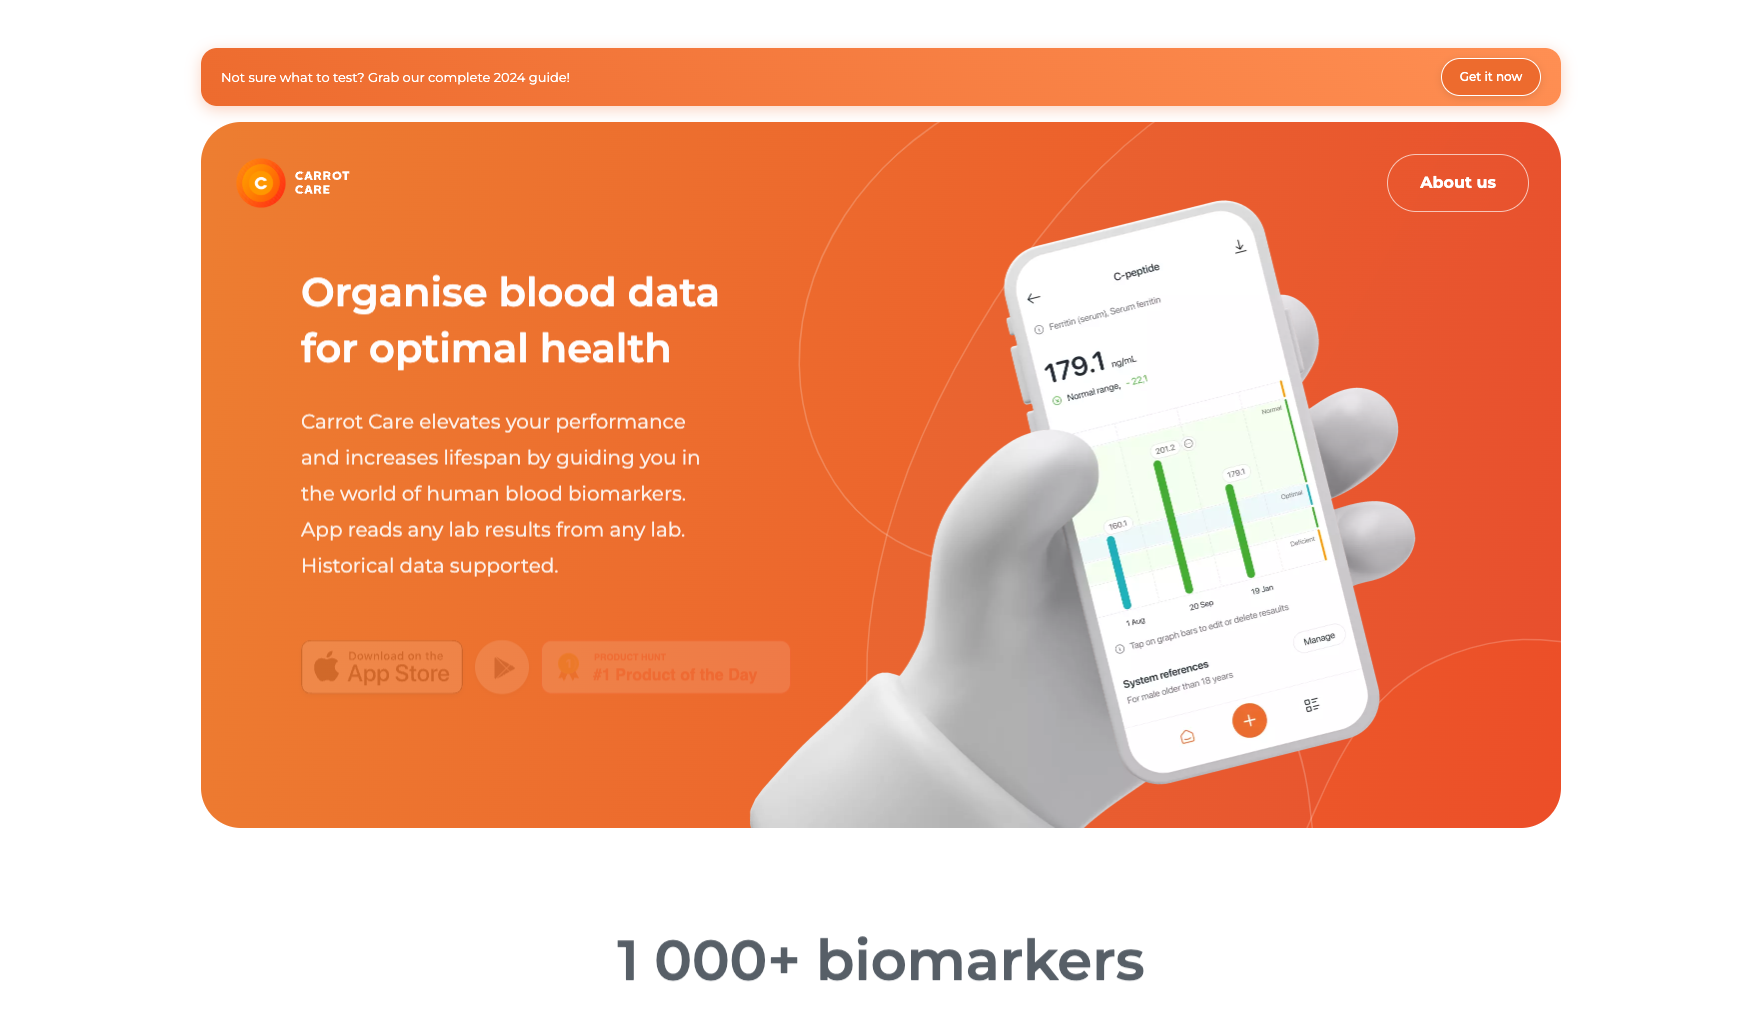 Not sure what to test? Grab our complete 2024 guide!
Get it now
C
CARROT
CARE
About us
Organise blood data
for optimal health
Carrot Care elevates your performance
and increases lifespan by guiding you in
the world of human blood biomarkers.
App reads any lab results from any lab.
Historical data supported.
Download on the
App Store
PRODUCT HUNT
#1 Product of the Day
1
C-peptide
Ferritin (serum), Serum ferritin
179.1 ng/mL
Normal range, - 22.1
Normal
201.2
179.1
Optimal
160.1
Deficient
1 Aug
20 Sep
19 Jan
Tap on graph bars to edit or delete resaults
Manage
System references
For male older than 18 years
1 000+ biomarkers